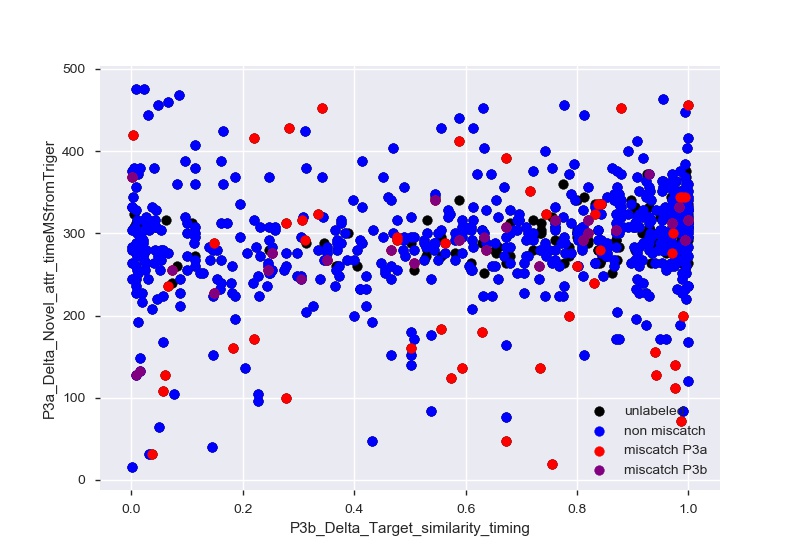 500
400
300
200
100
0
P3a_Delta_Novel_attr_timeMSfromTriger
unlabeled
non miscatch
miscatch P3a
miscatch P3b
0.0 0.2 0.4 0.6 0.8 1.0
P3b_Delta_Target_similarity_timing